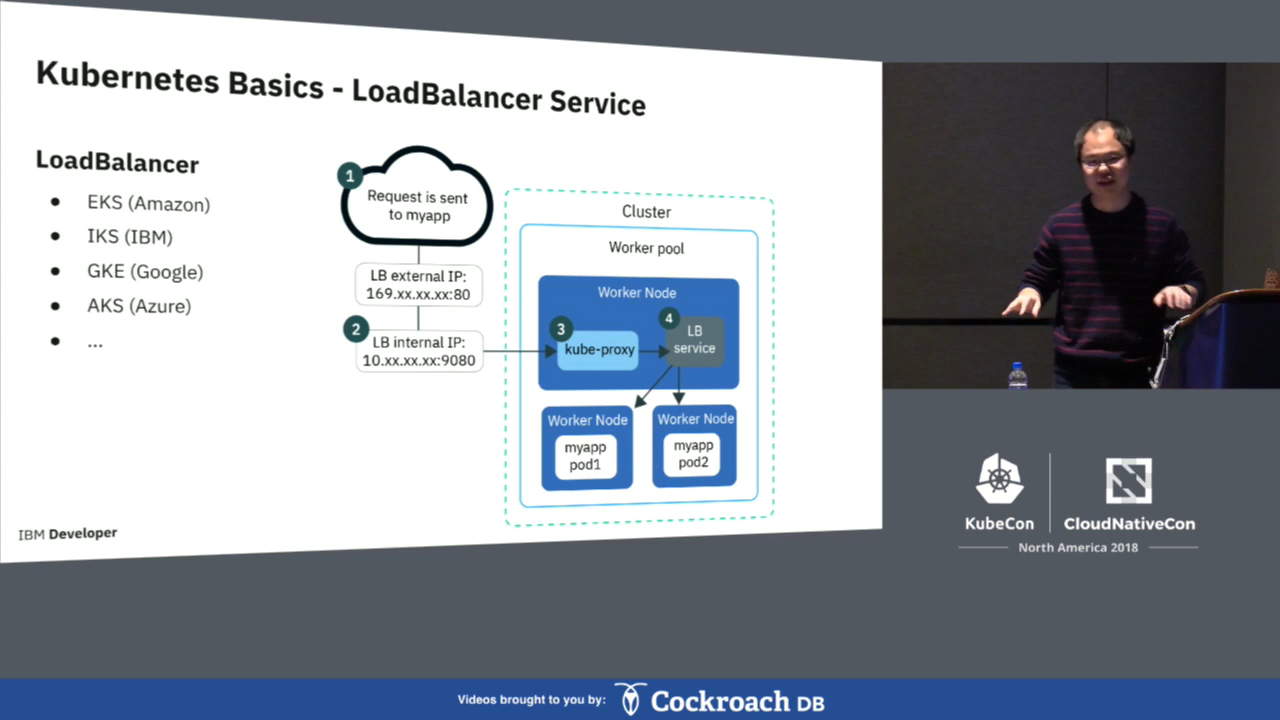 Kubernetes Basics - LoadBalancer Service
LoadBalancer
● EKS (Amazon)
● IKS (IBM)
● GKE (Google)
● AKS (Azure)
● ...
1
Request is sent
to myapp
LB external IP:
169.xx.xx.xx:80
2
LB internal IP:
10.xx.xx.xx:9080
Cluster
Worker pool
Worker Node
3
kube-proxy
4
LB
service
Worker Node
myapp
pod1
Worker Node
myapp
pod2
IBM Developer
KubeCon
CloudNativeCon
North America 2018
Videos brought to you by:
Cockroach DB